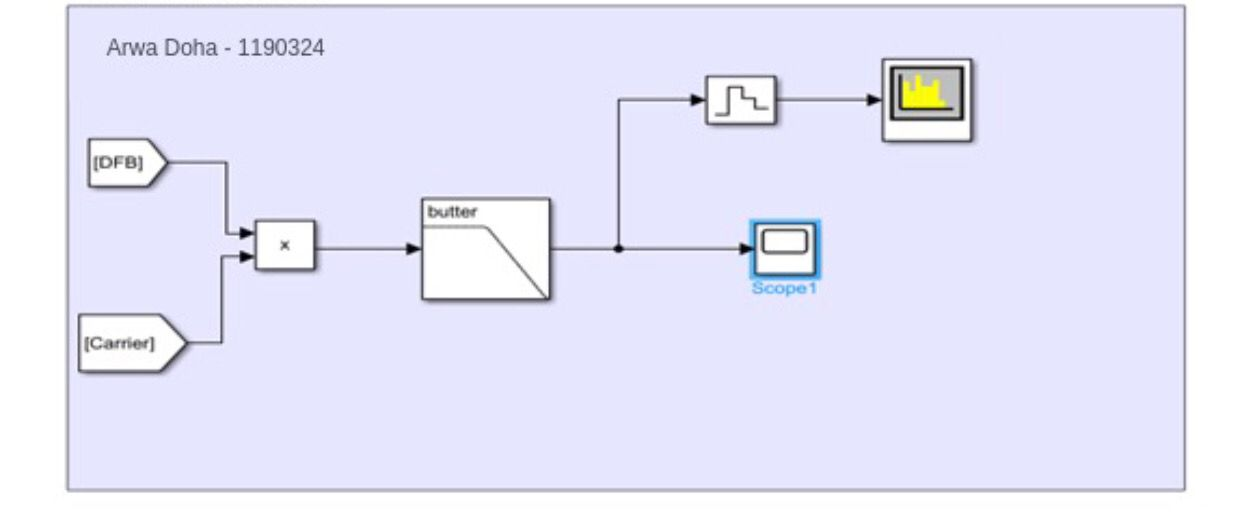 Arwa Doha - 1190324
[DFB]
butter
×
Scope1
[Carrier]